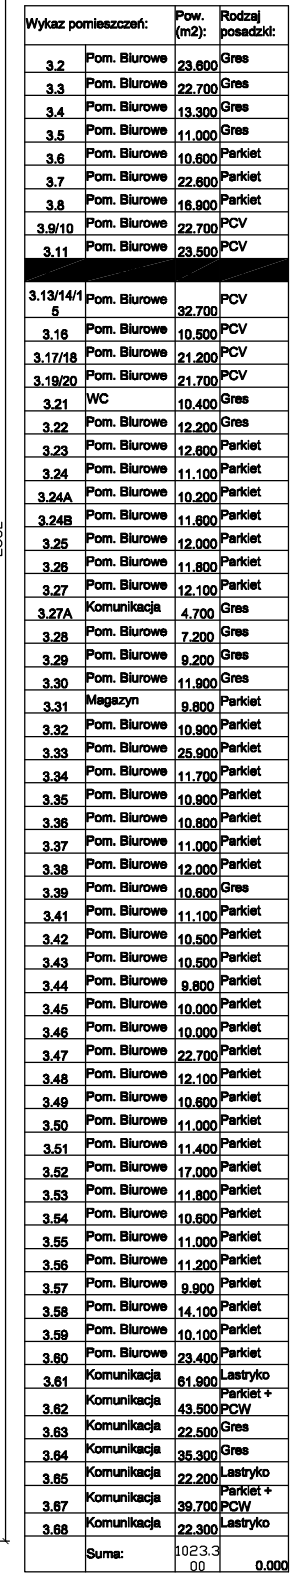 Wykaz pomieszczeń: Pow. (m2): Rodzaj posadzki:
3.2 Pom. Biurowe 23.600 Gres
3.3 Pom. Biurowe 22.700 Gres
3.4 Pom. Biurowe 13.300 Gres
3.5 Pom. Biurowe 11.000 Gres
3.6 Pom. Biurowe 10.600 Parkiet
3.7 Pom. Biurowe 22.600 Parkiet
3.8 Pom. Biurowe 16.900 Parkiet
3.9/10 Pom. Biurowe 22.700 PCV
3.11 Pom. Biurowe 23.500 PCV
3.13/14/15 Pom. Biurowe 32.700 PCV
3.16 Pom. Biurowe 10.500 PCV
3.17/18 Pom. Biurowe 21.200 PCV
3.19/20 Pom. Biurowe 21.700 PCV
3.21 WC 10.400 Gres
3.22 Pom. Biurowe 12.200 Gres
3.23 Pom. Biurowe 12.600 Parkiet
3.24 Pom. Biurowe 11.100 Parkiet
3.24A Pom. Biurowe 10.200 Parkiet
3.24B Pom. Biurowe 11.600 Parkiet
3.25 Pom. Biurowe 12.000 Parkiet
3.26 Pom. Biurowe 11.800 Parkiet
3.27 Pom. Biurowe 12.100 Parkiet
3.27A Komunikacja 4.700 Gres
3.28 Pom. Biurowe 7.200 Gres
3.29 Pom. Biurowe 9.200 Gres
3.30 Pom. Biurowe 11.900 Gres
3.31 Magazyn 9.800 Parkiet
3.32 Pom. Biurowe 10.900 Parkiet
3.33 Pom. Biurowe 25.900 Parkiet
3.34 Pom. Biurowe 11.700 Parkiet
3.35 Pom. Biurowe 10.900 Parkiet
3.36 Pom. Biurowe 10.800 Parkiet
3.37 Pom. Biurowe 11.000 Parkiet
3.38 Pom. Biurowe 12.000 Parkiet
3.39 Pom. Biurowe 10.600 Gres
3.41 Pom. Biurowe 11.100 Parkiet
3.42 Pom. Biurowe 10.500 Parkiet
3.43 Pom. Biurowe 10.500 Parkiet
3.44 Pom. Biurowe 9.800 Parkiet
3.45 Pom. Biurowe 10.000 Parkiet
3.46 Pom. Biurowe 10.000 Parkiet
3.47 Pom. Biurowe 22.700 Parkiet
3.48 Pom. Biurowe 12.100 Parkiet
3.49 Pom. Biurowe 10.600 Parkiet
3.50 Pom. Biurowe 11.000 Parkiet
3.51 Pom. Biurowe 11.400 Parkiet
3.52 Pom. Biurowe 17.000 Parkiet
3.53 Pom. Biurowe 11.800 Parkiet
3.54 Pom. Biurowe 10.600 Parkiet
3.55 Pom. Biurowe 11.000 Parkiet
3.56 Pom. Biurowe 11.200 Parkiet
3.57 Pom. Biurowe 9.900 Parkiet
3.58 Pom. Biurowe 14.100 Parkiet
3.59 Pom. Biurowe 10.100 Parkiet
3.60 Pom. Biurowe 23.400 Parkiet
3.61 Komunikacja 61.900 Lastryko
3.62 Komunikacja 43.500 Parkiet + PCW
3.63 Komunikacja 22.500 Gres
3.64 Komunikacja 35.300 Gres
3.65 Komunikacja 22.200 Lastryko
3.67 Komunikacja 39.700 Parkiet + PCW
3.68 Komunikacja 22.300 Lastryko
Suma: 1023.300 0.000